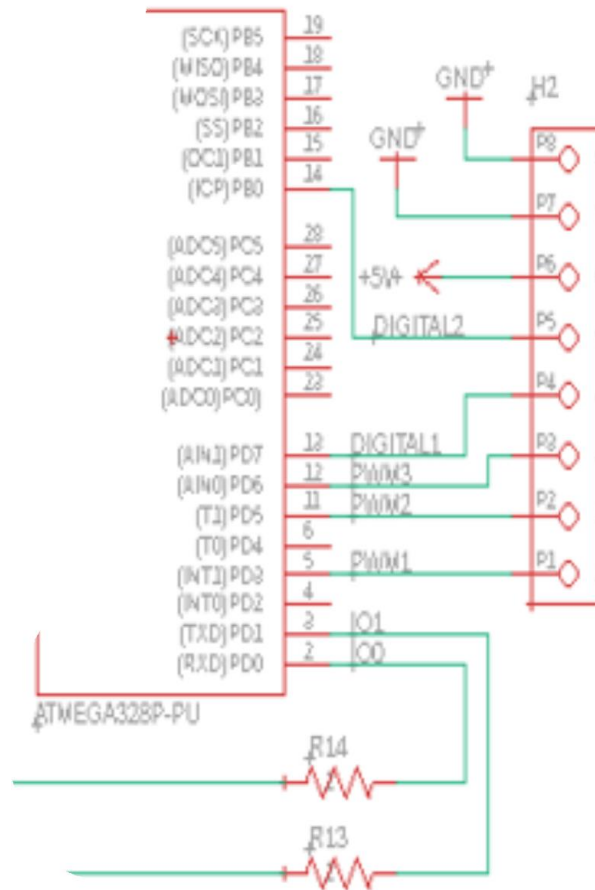 (SCK) PB5 19
(MISO) PB4 18
(MOSI) PB3 17
(SS) PB2 16
(OC1) PB1 15
(ICP) PB0 14
(ADC5) PC5 28
(ADC4) PC4 27
(ADC3) PC3 26
(ADC2) PC2 25
(ADC1) PC1 24
(ADC0) PC0) 23
(AIN1) PD7 13
(AIN0) PD6 12
(T1) PD5 11
(T0) PD4 6
(INT1) PD3 5
(INT0) PD2 4
(TXD) PD1 3
(RXD) PD0 2
ATMEGA328P-PU
GND
GND
+5V
DIGITAL2
DIGITAL1
PWM3
PWM2
PWM1
IO1
IO0
H2
P8
P7
P6
P5
P4
P3
P2
P1
R14
R13